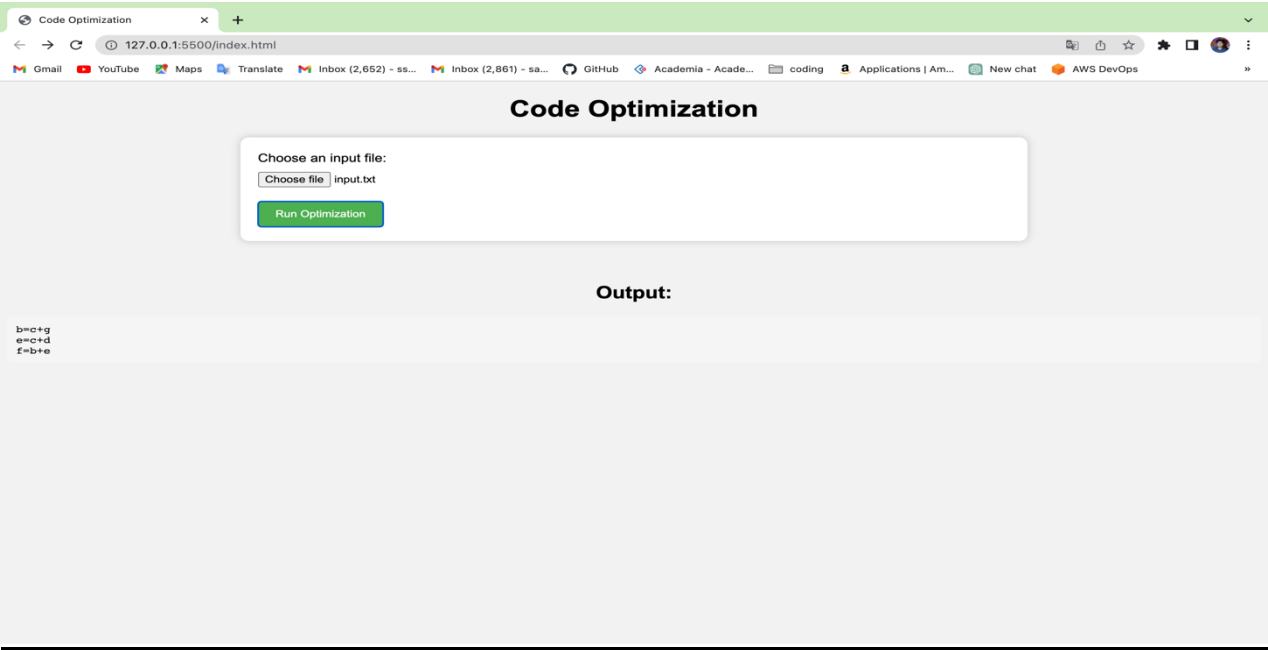 Code Optimization
127.0.0.1:5500/index.html
Gmail YouTube Maps Translate Inbox (2,652) - ss... Inbox (2,861) - sa... GitHub Academia - Acade... coding Applications | Am... New chat AWS DevOps »
Code Optimization
Choose an input file:
Choose file input.txt
Run Optimization
Output:
b=c+g
e=c+d
f=b+e